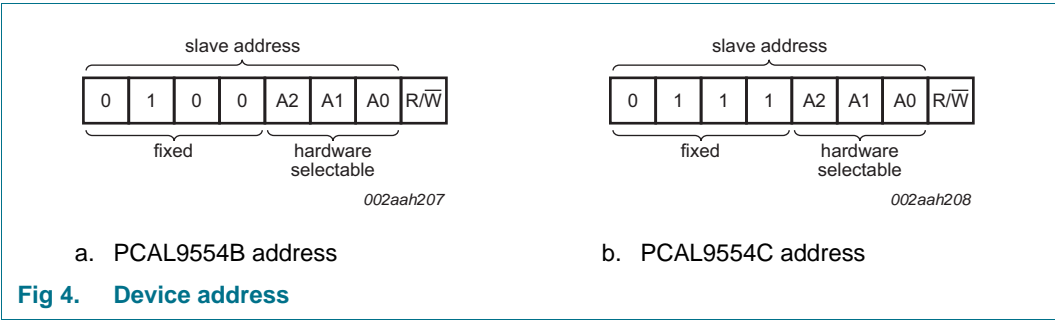 slave address
0 1 0 0 A2 A1 A0 R/W̅
fixed
hardware
selectable
002aah207
a. PCAL9554B address
slave address
0 1 1 1 A2 A1 A0 R/W̅
fixed
hardware
selectable
002aah208
b. PCAL9554C address
Fig 4. Device address